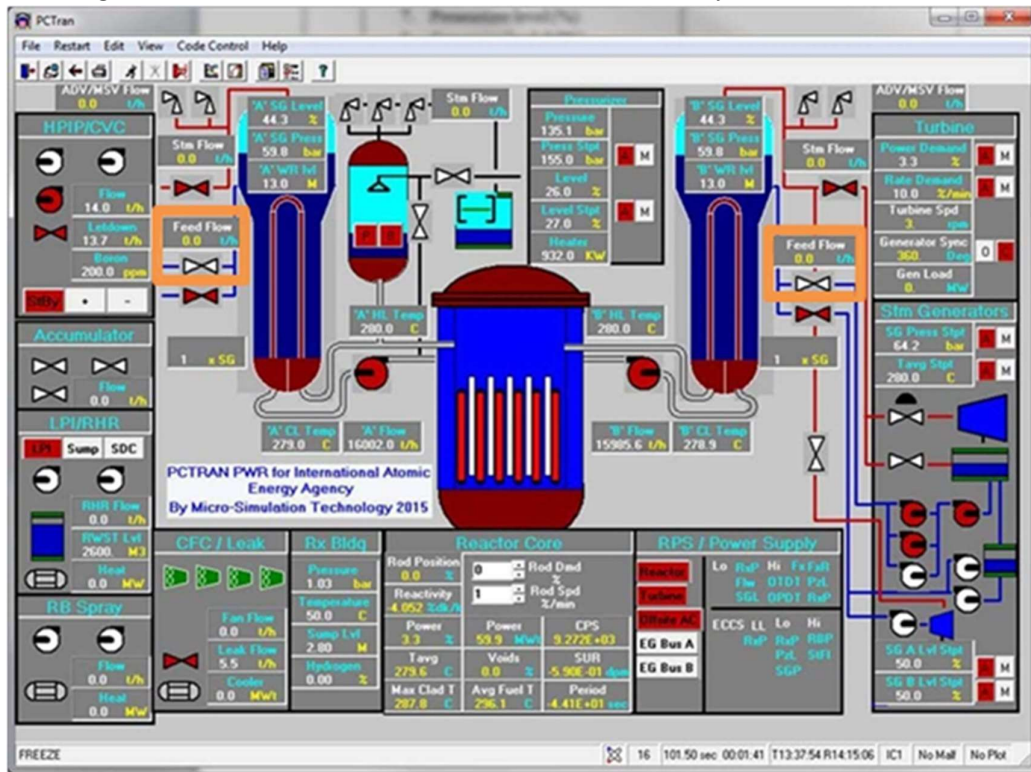 PCTran
File Restart Edit View Code Control Help
ADV/MSV Flow
0.0 t/h
HPIP/CVC
Flow
14.0 t/h
Letdown
13.7 t/h
Boron
200.0 ppm
StBy + -
Accumulator
Flow
0.0 t/h
LPI/RHR
LPI Sump SDC
RHR Flow
0.0 t/h
RWST Lvl
2600. M3
Heat
0.0 MW
RB Spray
Flow
0.0 t/h
Heat
0.0 MW
Stm Flow
0.0 t/h
Feed Flow
0.0 t/h
1 x SG
'A' SG Level
44.3 %
'A' SG Press
59.8 bar
'A' WR lvl
13.0 M
Stm Flow
0.0 t/h
Pressurizer
Pressure
135.1 bar
Press Stpt
155.0 bar
A M
Level
26.0 %
Level Stpt
27.0 %
A M
Heater
932.0 KW
'B' SG Level
44.3 %
'B' SG Press
59.8 bar
'B' WR lvl
13.0 M
Stm Flow
0.0 t/h
Feed Flow
0.0 t/h
1 x SG
'A' HL Temp
280.0 C
'B' HL Temp
280.0 C
'A' CL Temp
279.0 C
'A' Flow
16002.0 t/h
'B' Flow
15985.6 t/h
'B' CL Temp
278.9 C
PCTRAN PWR for International Atomic
Energy Agency
By Micro-Simulation Technology 2015
ADV/MSV Flow
0.0 t/h
Turbine
Power Demand
3.3 %
A M
Rate Demand
10.0 %/min
A M
Turbine Spd
3. rpm
Generator Sync
360. Deg
O C
Gen Load
0. MW
Stm Generators
SG Press Stpt
64.2 bar
A M
Tavg Stpt
280.0 C
A M
SG A Lvl Stpt
50.0 %
A M
SG B Lvl Stpt
50.0 %
A M
CFC / Leak
Fan Flow
0.0 t/h
Leak Flow
5.5 t/h
Cooler
0.0 MWt
Rx Bldg
Pressure
1.03 bar
Temperature
50.0 C
Sump Lvl
2.80 M
Hydrogen
0.00 %
Reactor Core
Rod Position
0.0 %
0 Rod Dmd
%
Reactivity
-4.052 %dk/k
1 Rod Spd
%/min
Power
3.3 %
Power
59.9 MWt
CPS
9.272E+03
Tavg
279.6 C
Voids
0.0 %
SUR
-5.90E-01 dpm
Max Clad T
287.8 C
Avg Fuel T
296.1 C
Period
-4.41E+01 sec
RPS / Power Supply
Reactor
Turbine
Offsite AC
EG Bus A
EG Bus B
Lo RxP Hi FxFxR
Flw OTDT PzL
SGL OPDT RxP
ECCS LL Lo Hi
RxP RxP RBP
PzL StFl
SGP
FREEZE
16 101.50 sec 00:01:41 T13:37:54 R14:15:06 IC1 No Malf No Plot